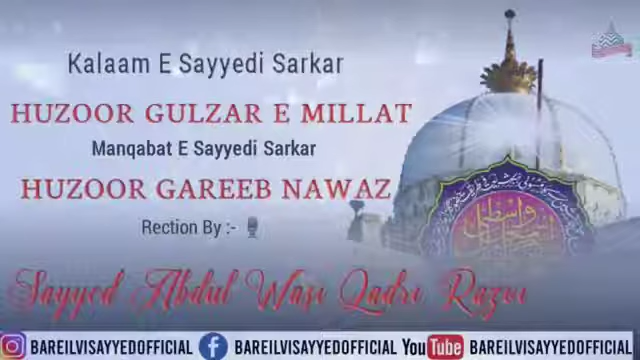 Kalaam E Sayyedi Sarkar
HUZOOR GULZAR E MILLAT
Manqabat E Sayyedi Sarkar
HUZOOR GAREEB NAWAZ
Rection By :-
Sayyed Abdul Wasi Qadri Razvi
BAREILVISAYYEDOFFICIAL BAREILVISAYYEDOFFICIAL YouTube BAREILVISAYYEDOFFICIAL